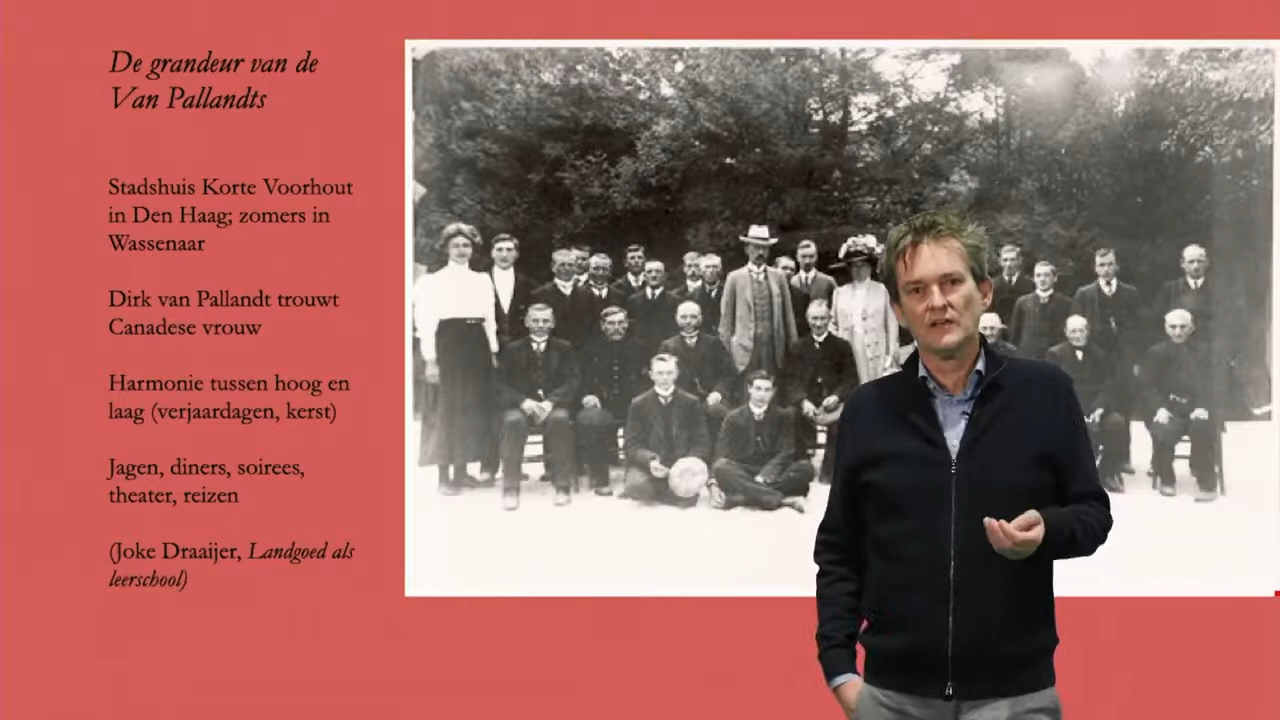 De grandeur van de
Van Pallandts
Stadshuis Korte Voorhout
in Den Haag; zomers in
Wassenaar
Dirk van Pallandt trouwt
Canadese vrouw
Harmonie tussen hoog en
laag (verjaardagen, kerst)
Jagen, diners, soirees,
theater, reizen
(Joke Draaijer, Landgoed als
leerschool)